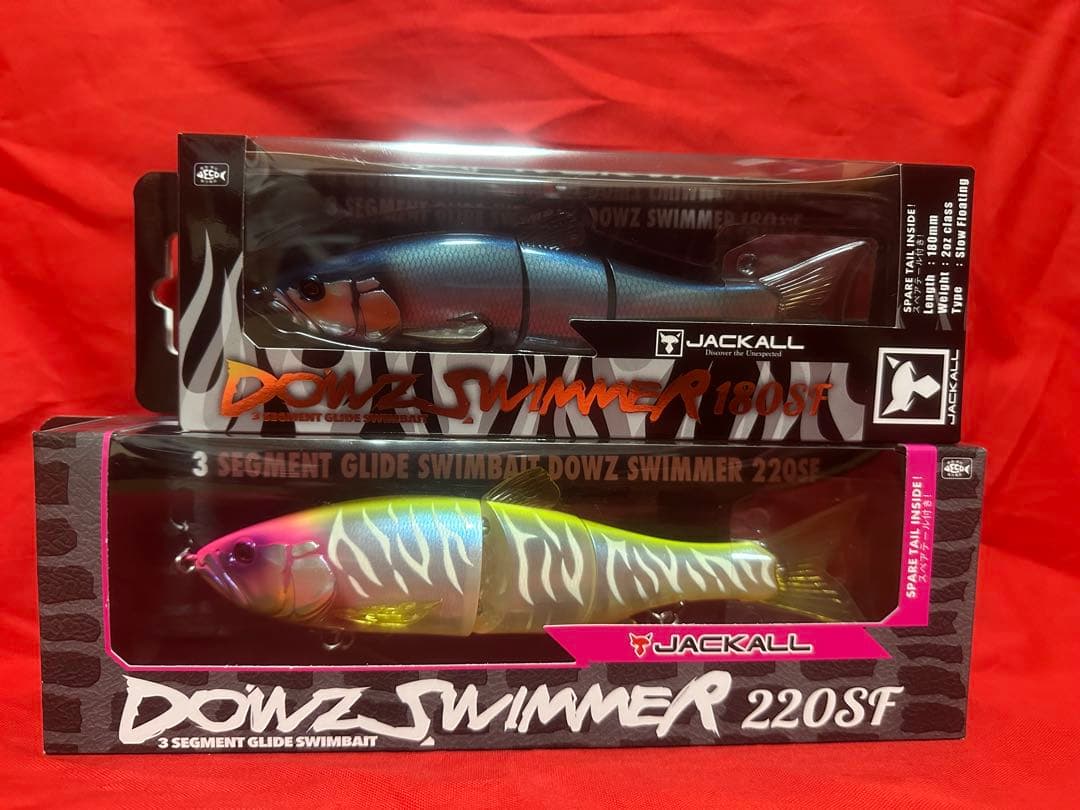 3 SEGMENT GLIDE SWIMBAIT DOWZ SWIMMER 180SF
SPARE TAIL INSIDE!
スペアテール付き!
Length : 180mm
Weight : 2oz class
Type : Slow Floating
JACKALL
Discover the Unexpected
DOWZ SWIMMER 180SF
3 SEGMENT GLIDE SWIMBAIT
JACKALL
3 SEGMENT GLIDE SWIMBAIT DOWZ SWIMMER 220SF
SPARE TAIL INSIDE!
スペアテール付き!
JACKALL
DOWZ SWIMMER 220SF
3 SEGMENT GLIDE SWIMBAIT